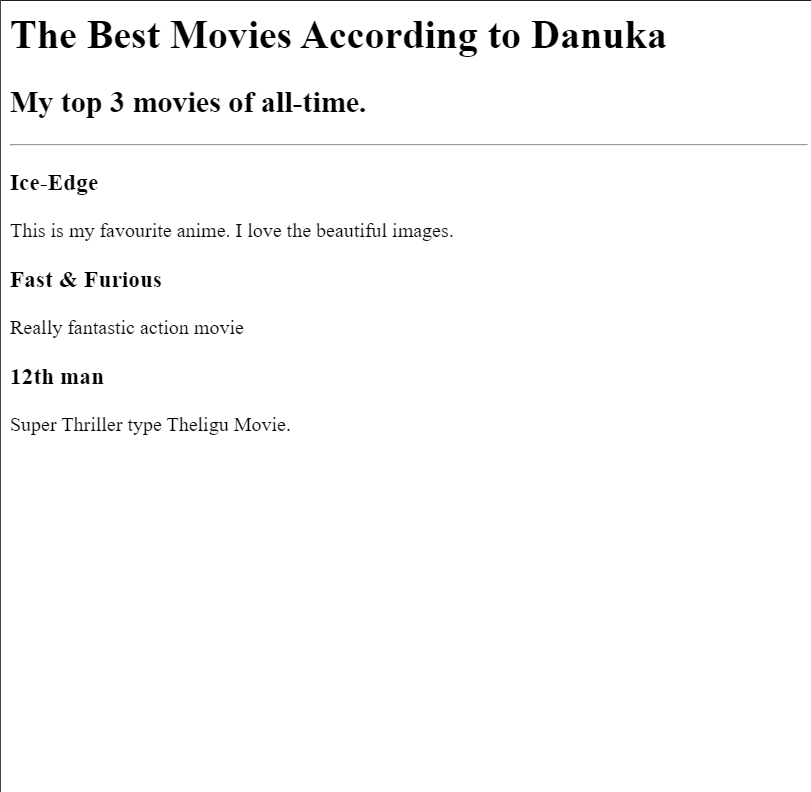 The Best Movies According to Danuka
My top 3 movies of all-time.
Ice-Edge
This is my favourite anime. I love the beautiful images.
Fast & Furious
Really fantastic action movie
12th man
Super Thriller type Theligu Movie.